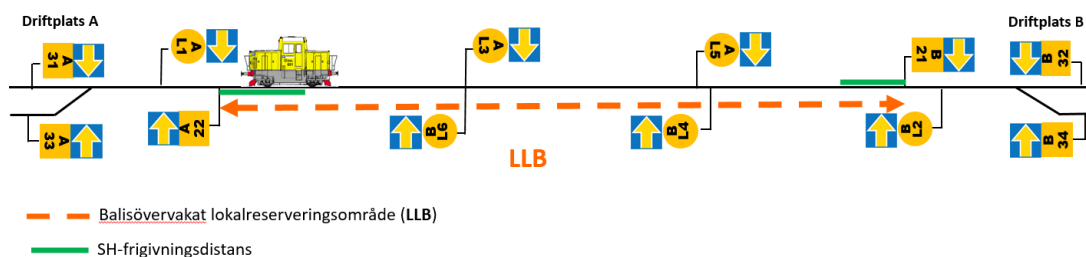 Driftplats A
Driftplats B
A
31
A
L1
A
L3
A
L5
B
21
B
32
A
33
A
22
B
L6
B
L4
B
L2
B
34
LLB
Balisövervakat lokalreserveringsområde (LLB)
SH-frigivningsdistans